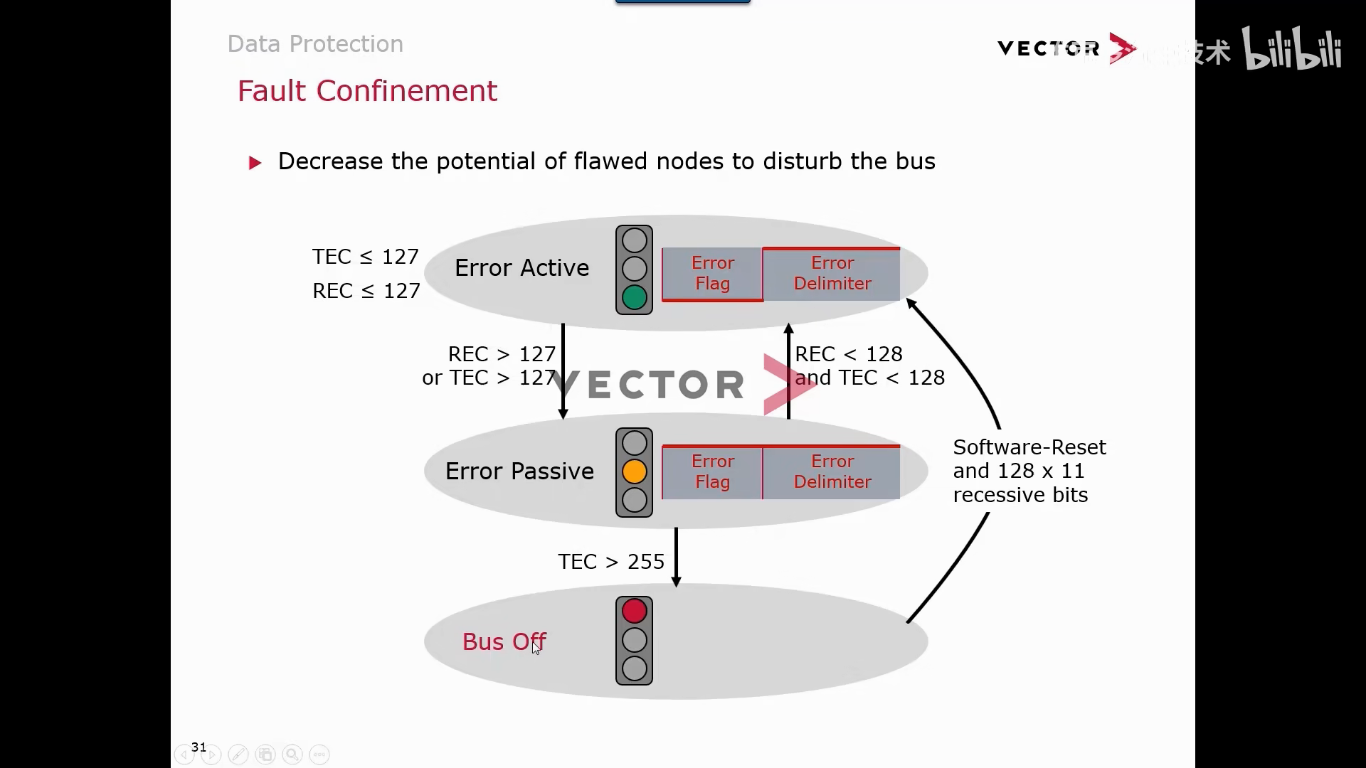 Data Protection
VECTOR
技术
bilibili
Fault Confinement
Decrease the potential of flawed nodes to disturb the bus
TEC ≤ 127
REC ≤ 127
Error Active
Error
Flag
Error
Delimiter
REC > 127
or TEC > 127
REC < 128
and TEC < 128
VECTOR
Error Passive
Error
Flag
Error
Delimiter
Software-Reset
and 128 x 11
recessive bits
TEC > 255
Bus Off
31